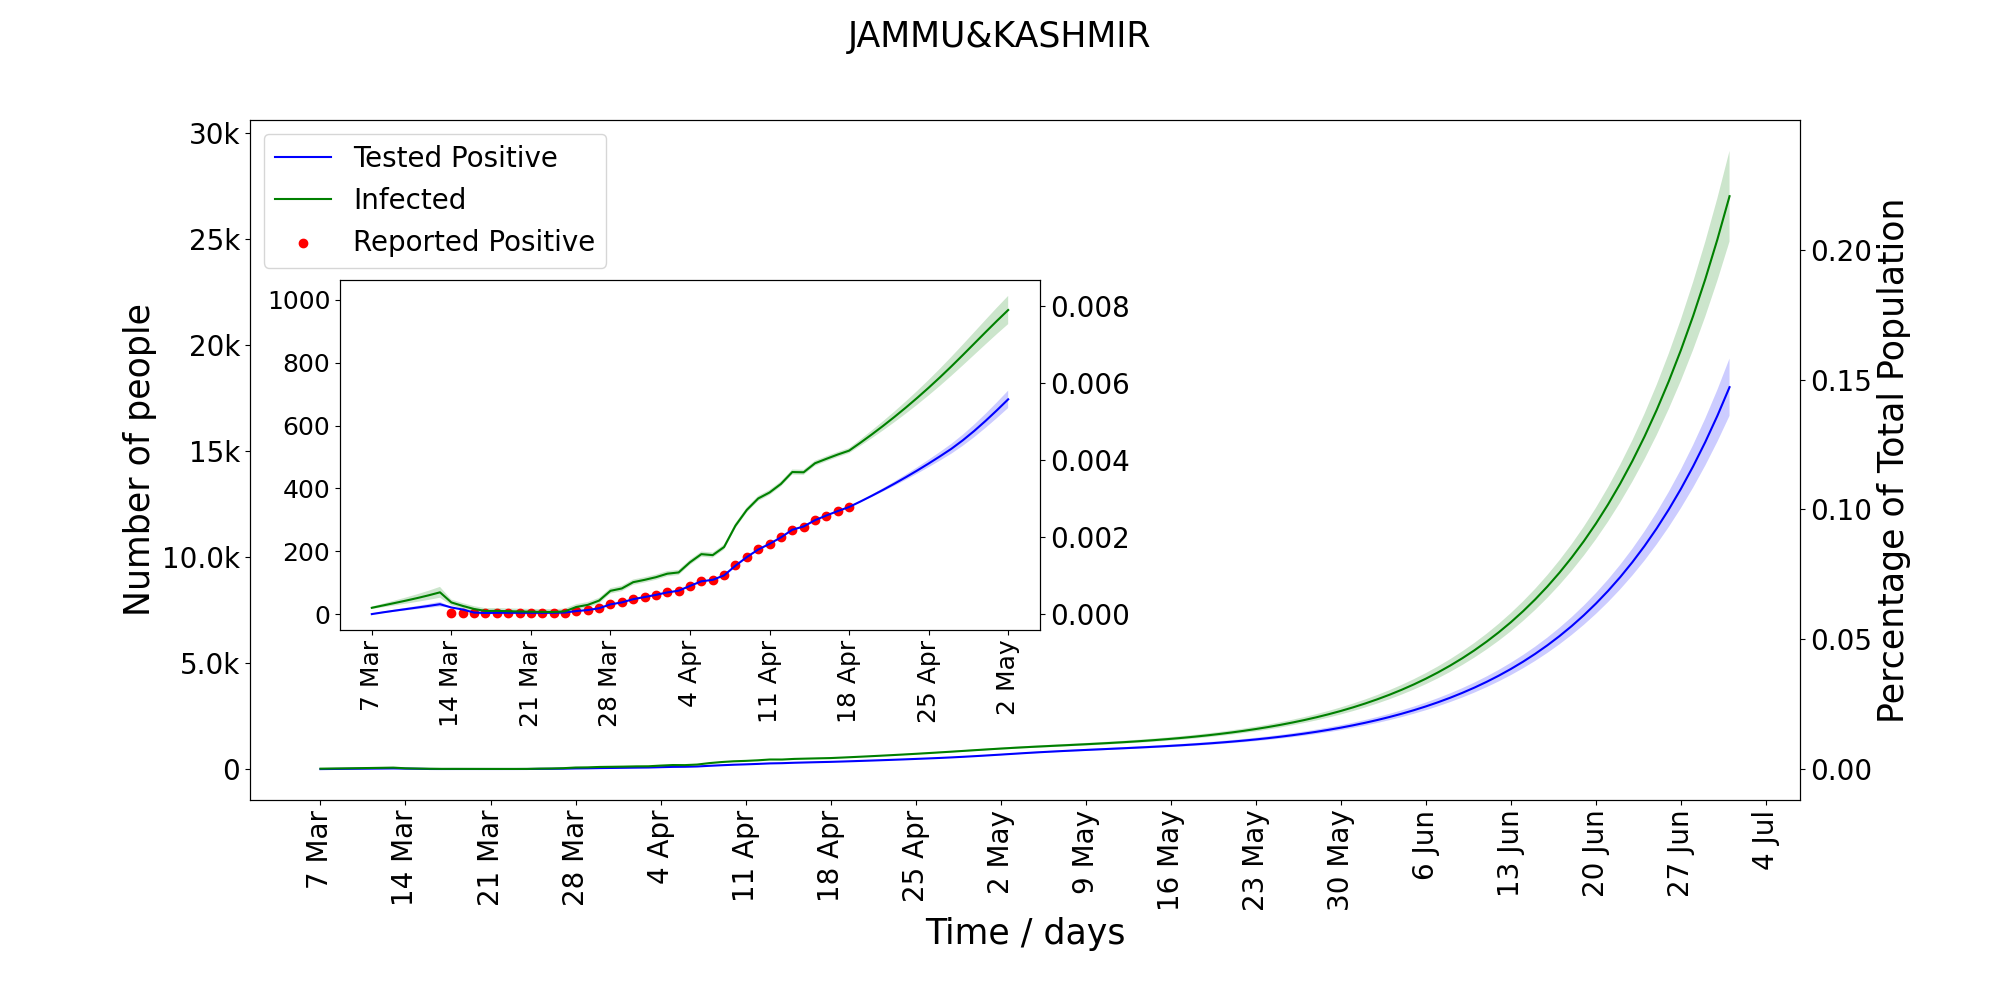 JAMMU&KASHMIR
Tested Positive
Infected
Reported Positive
Number of people
30k
25k
20k
15k
10.0k
5.0k
0
1000
800
600
400
200
0
0.008
0.006
0.004
0.002
0.000
7 Mar
14 Mar
21 Mar
28 Mar
4 Apr
11 Apr
18 Apr
25 Apr
2 May
0.20
0.15
0.10
0.05
0.00
Percentage of Total Population
7 Mar
14 Mar
21 Mar
28 Mar
4 Apr
11 Apr
18 Apr
25 Apr
2 May
9 May
16 May
23 May
30 May
6 Jun
13 Jun
20 Jun
27 Jun
4 Jul
Time / days